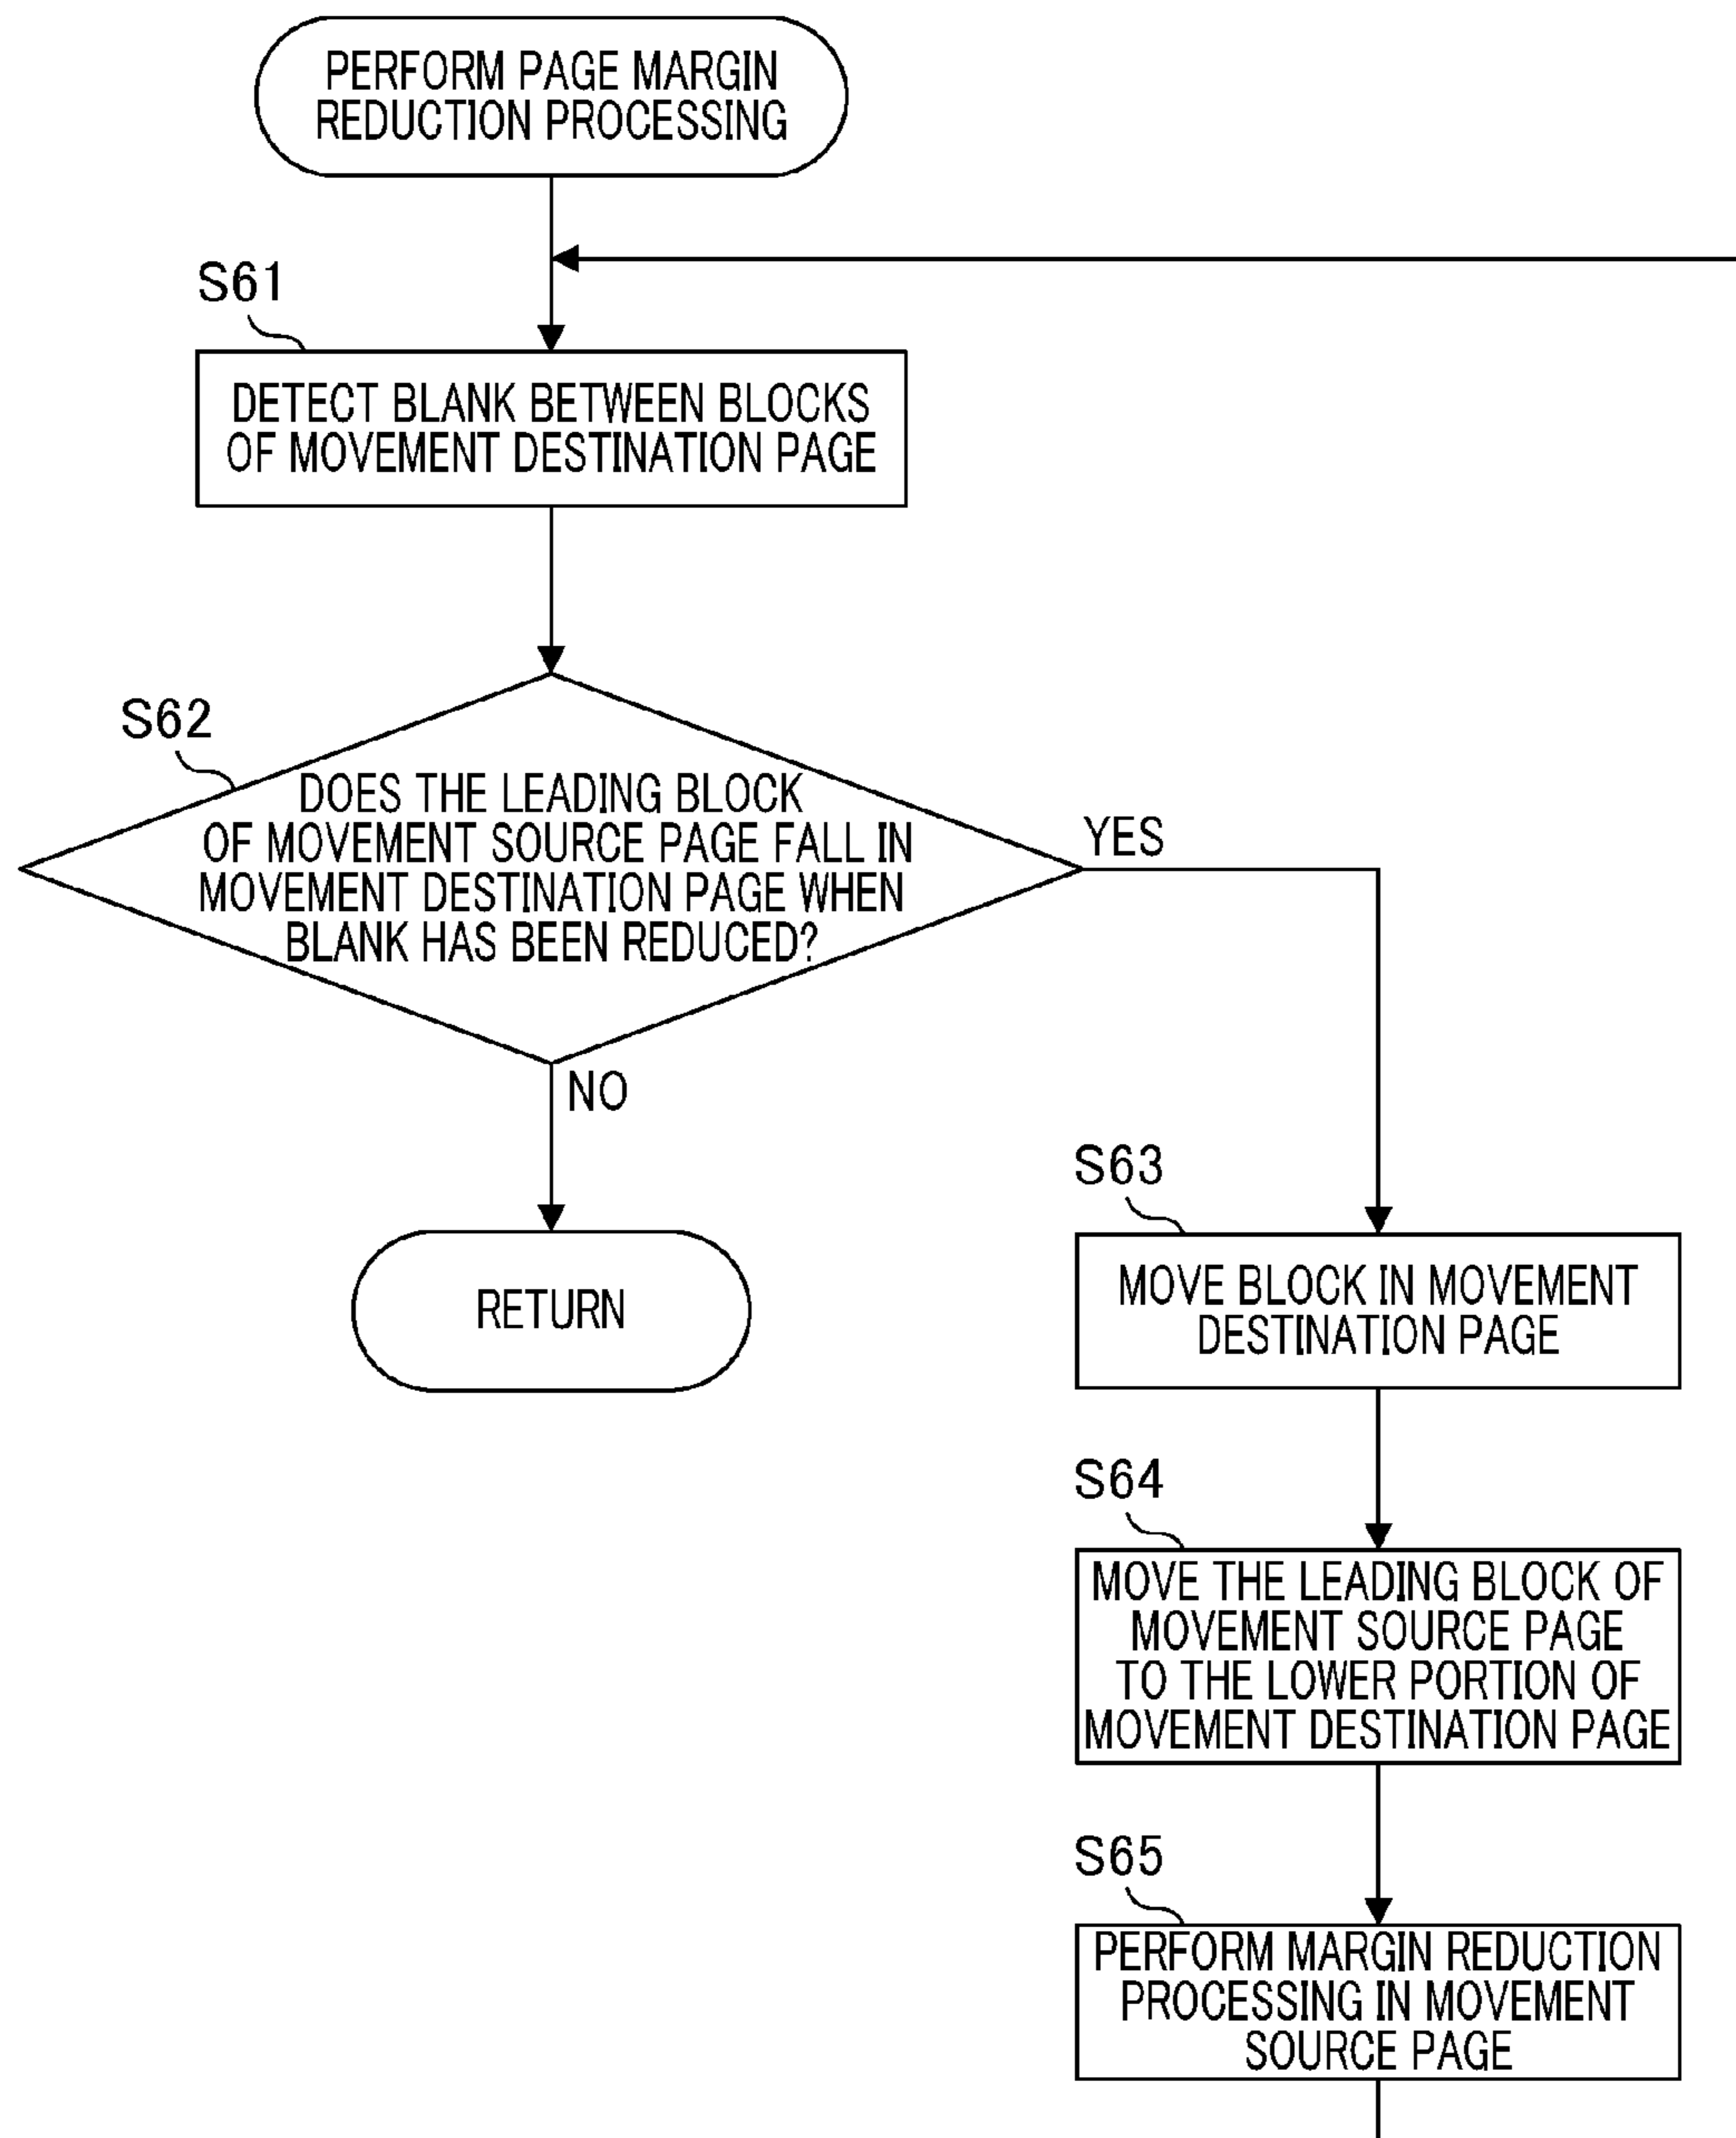 PERFORM PAGE MARGIN
REDUCTION PROCESSING
S61
DETECT BLANK BETWEEN BLOCKS
OF MOVEMENT DESTINATION PAGE
S62
DOES THE LEADING BLOCK
OF MOVEMENT SOURCE PAGE FALL IN
MOVEMENT DESTINATION PAGE WHEN
BLANK HAS BEEN REDUCED?
YES
NO
RETURN
S63
MOVE BLOCK IN MOVEMENT
DESTINATION PAGE
S64
MOVE THE LEADING BLOCK OF
MOVEMENT SOURCE PAGE
TO THE LOWER PORTION OF
MOVEMENT DESTINATION PAGE
S65
PERFORM MARGIN REDUCTION
PROCESSING IN MOVEMENT
SOURCE PAGE